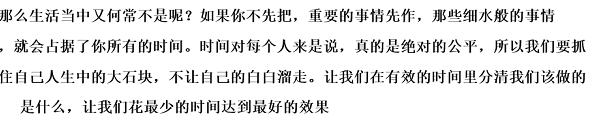 那么生活当中又何常不是呢？如果你不先把，重要的事情先作，那些细水般的事情
，就会占据了你所有的时间。时间对每个人来是说，真的是绝对的公平，所以我们要抓
住自己人生中的大石块，不让自己的白白溜走。让我们在有效的时间里分清我们该做的
是什么，让我们花最少的时间达到最好的效果